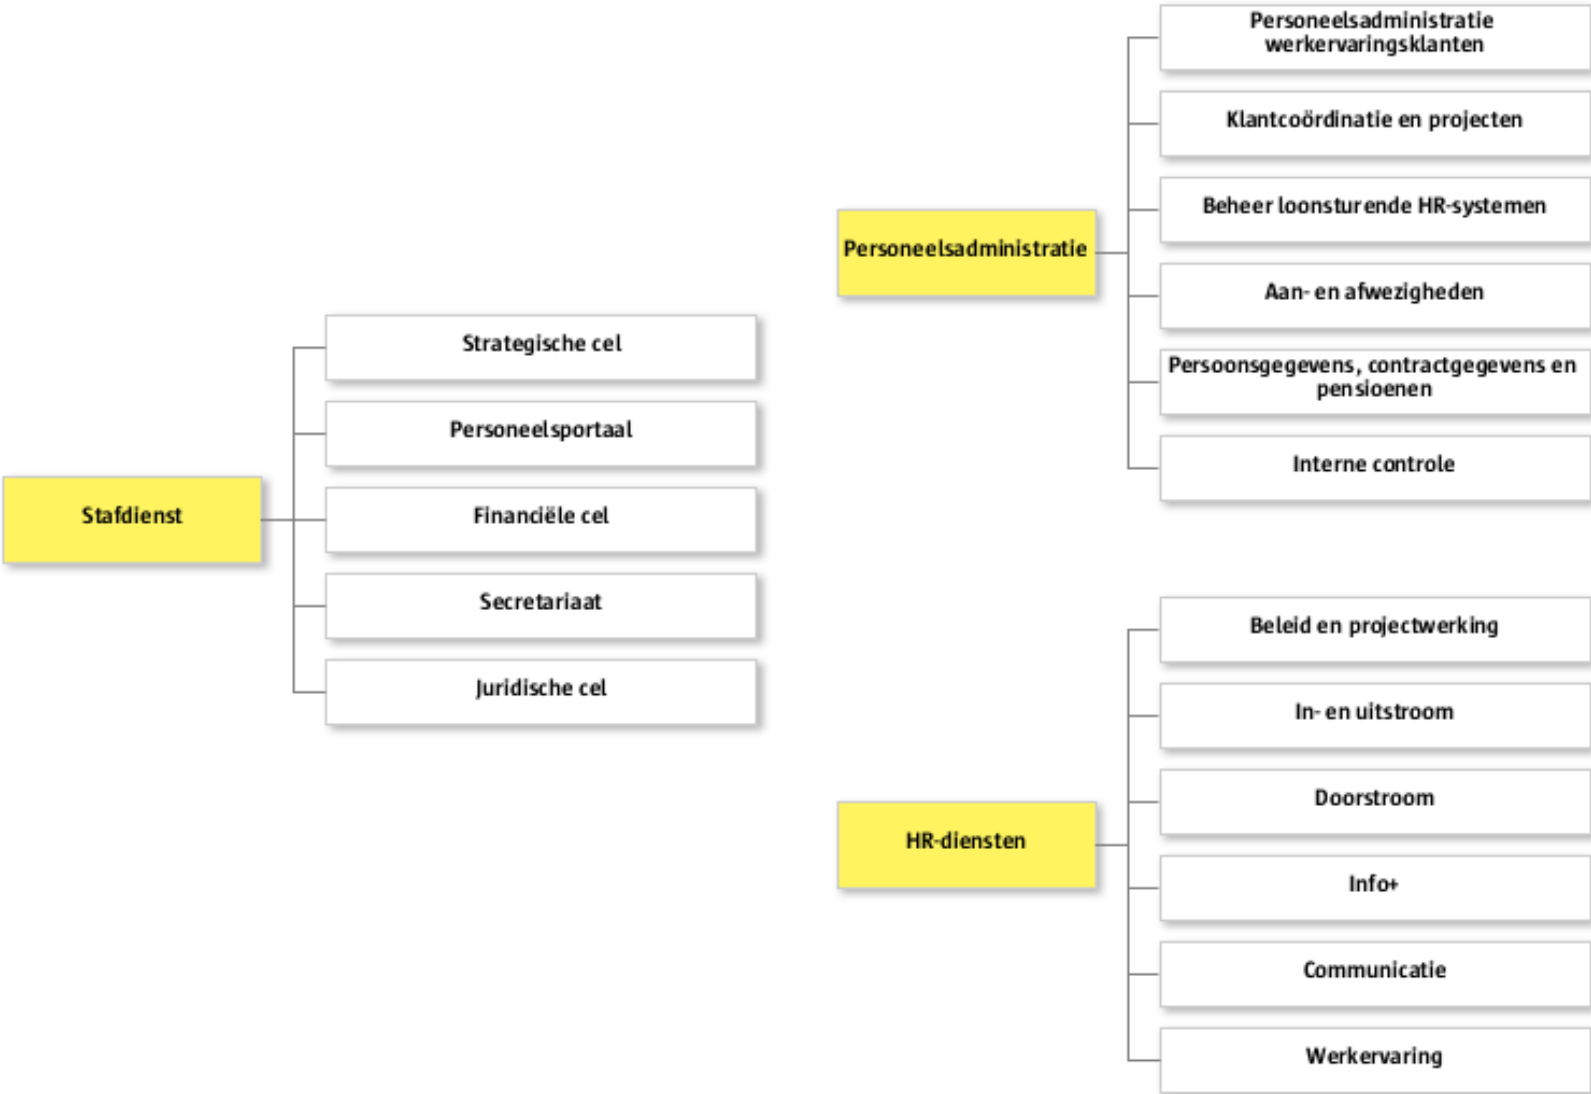 Stafdienst
Strategische cel
Personeelsportaal
Financiële cel
Secretariaat
Juridische cel
Personeelsadministratie
Personeelsadministratie
werkervaringsklanten
Klantcoördinatie en projecten
Beheer loonsturende HR-systemen
Aan- en afwezigheden
Persoonsgegevens, contractgegevens en
pensioenen
Interne controle
HR-diensten
Beleid en projectwerking
In- en uitstroom
Doorstroom
Info+
Communicatie
Werkervaring